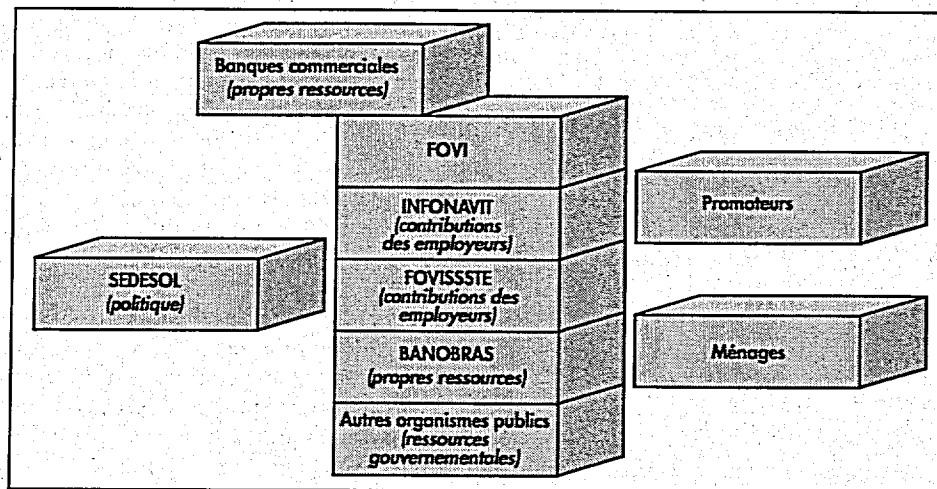 Banques commerciales
(propres ressources)
FOVI
INFONAVIT
(contributions
des employeurs)
Promoteurs
SEDESOL
(politique)
FOVISSSTE
(contributions des
employeurs)
BANOBRAS
(propres ressources)
Ménages
Autres organismes publics
(ressources
gouvernementales)